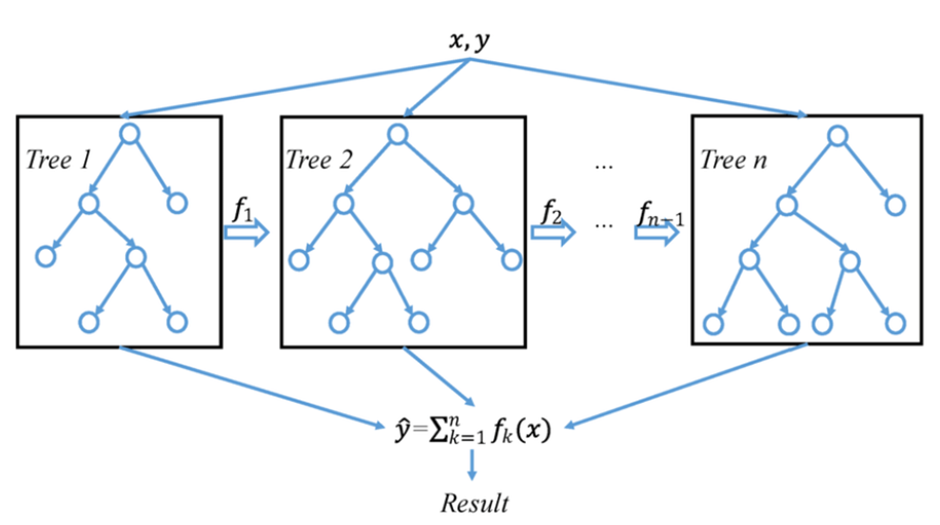 x, y
Tree 1
f₁
Tree 2
f₂
...
...
fₙ₋₁
Tree n
ŷ=∑ⁿₖ₌₁ fₖ(x)
Result